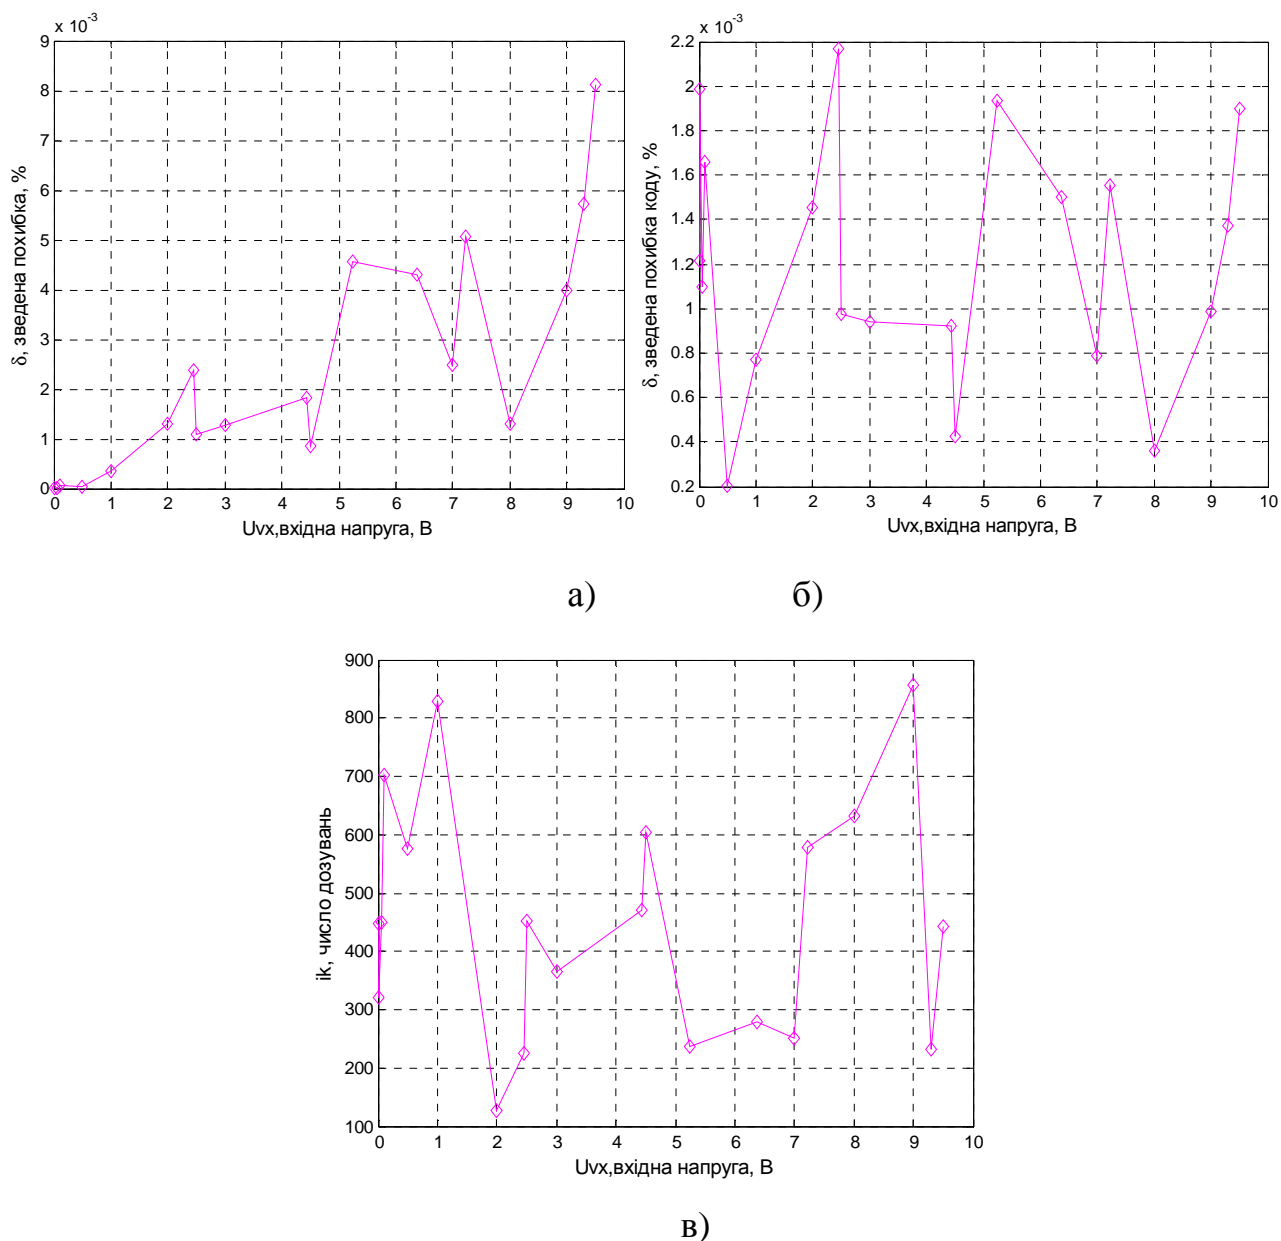 x 10⁻³
9
8
7
6
5
4
3
2
1
0
0 1 2 3 4 5 6 7 8 9 10
δ, зведена похибка, %
Uvx,вхідна напруга, В
x 10⁻³
2.2
2
1.8
1.6
1.4
1.2
1
0.8
0.6
0.4
0.2
0 1 2 3 4 5 6 7 8 9 10
δ, зведена похибка коду, %
Uvx,вхідна напруга, В
а) б)
900
800
700
600
500
400
300
200
100
0 1 2 3 4 5 6 7 8 9 10
ik, число дозувань
Uvx,вхідна напруга, В
в)